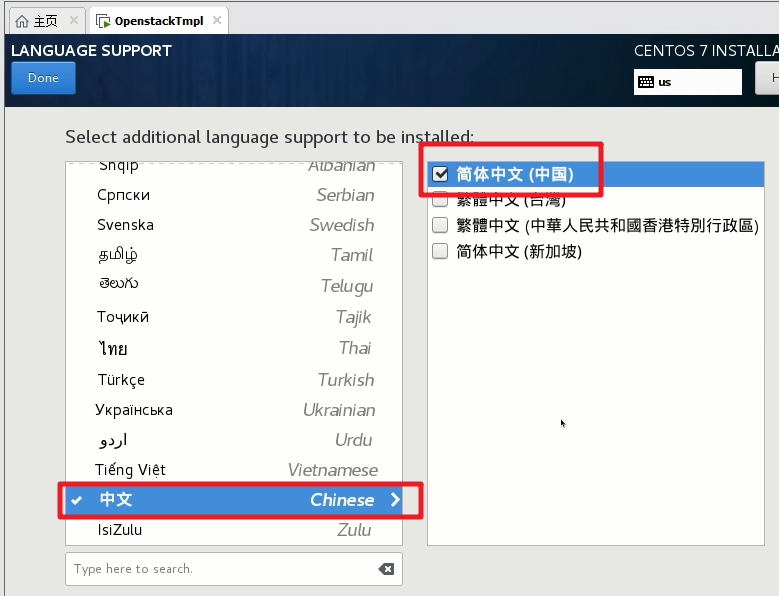 主页
OpenstackTmpl
LANGUAGE SUPPORT
CENTOS 7 INSTALLA
Done
us
H
Select additional language support to be installed:
Shqip Albanian
Српски Serbian
Svenska Swedish
தமிழ் Tamil
తెలుగు Telugu
Тоҷикӣ Tajik
ไทย Thai
Türkçe Turkish
Українська Ukrainian
اردو Urdu
Tiếng Việt Vietnamese
中文 Chinese
IsiZulu Zulu
简体中文 (中国)
繁體中文 (台灣)
繁體中文 (中華人民共和國香港特別行政區)
简体中文 (新加坡)
Type here to search.